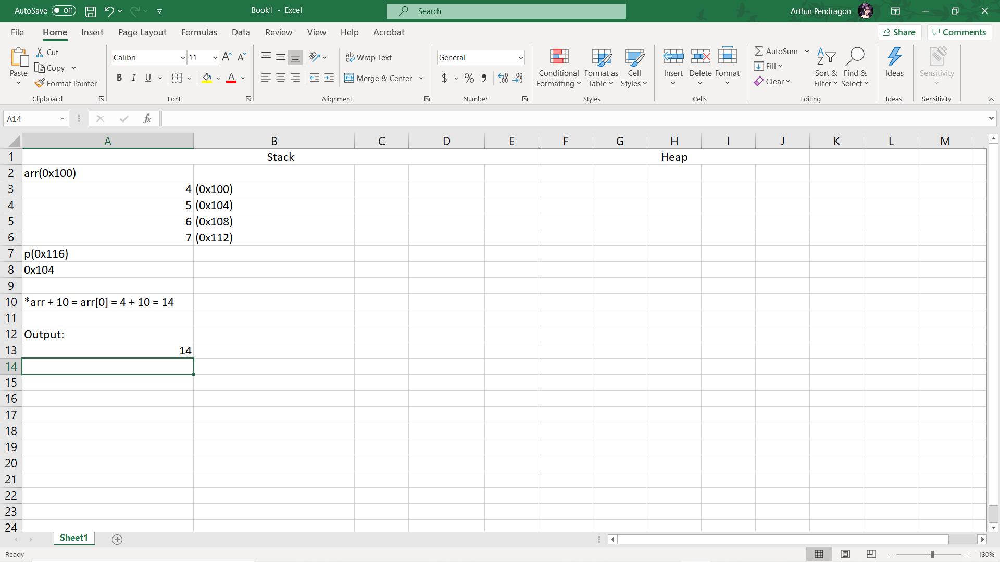 AutoSave Off Book1 - Excel Search Arthur Pendragon
File Home Insert Page Layout Formulas Data Review View Help Acrobat Share Comments
Paste Cut Copy Format Painter
Clipboard
Calibri 11
B I U A
Font
Wrap Text
Merge & Center
Alignment
General
$ % 9
Number
Conditional Formatting
Format as Table
Cell Styles
Styles
Insert Delete Format
Cells
AutoSum
Fill
Clear
Sort & Filter
Find & Select
Editing
Ideas
Ideas
Sensitivity
Sensitivity
A14 fx
A B C D E F G H I J K L M
1 Stack Heap
2 arr(0x100)
3 4 (0x100)
4 5 (0x104)
5 6 (0x108)
6 7 (0x112)
7 p(0x116)
8 0x104
9
10 *arr + 10 = arr[0] = 4 + 10 = 14
11
12 Output:
13 14
14
15
16
17
18
19
20
21
22
23
24
Sheet1
Ready 130%